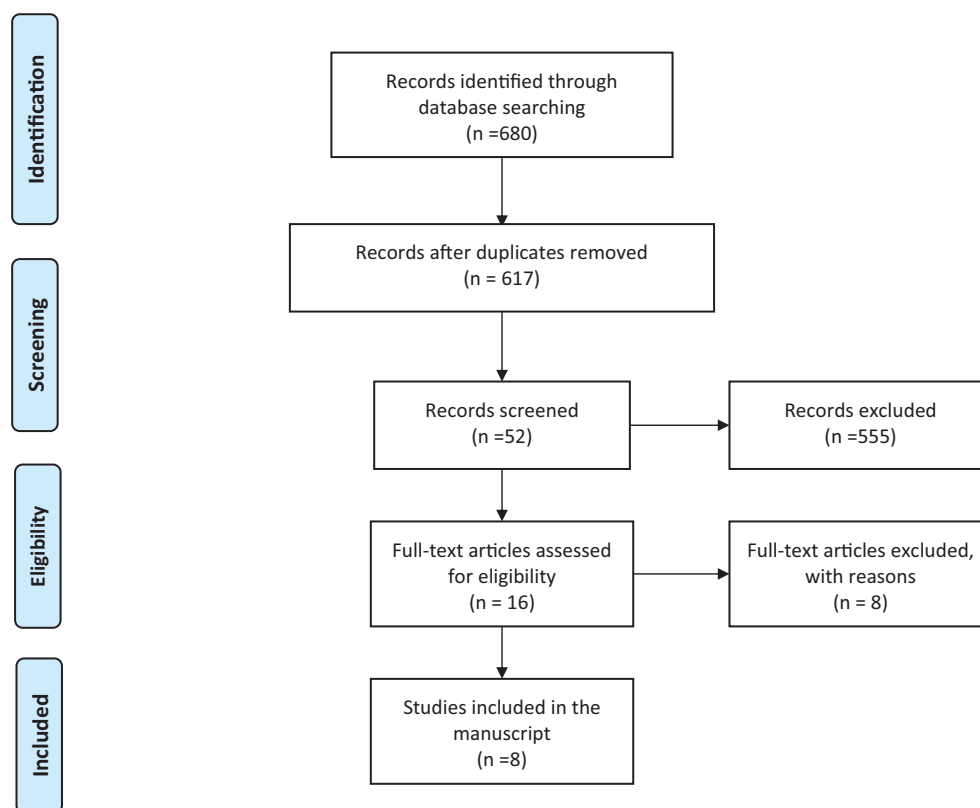 Identification
Records identified through
database searching
(n =680)
Records after duplicates removed
(n = 617)
Screening
Records screened
(n =52)
Records excluded
(n =555)
Eligibility
Full-text articles assessed
for eligibility
(n = 16)
Full-text articles excluded,
with reasons
(n = 8)
Included
Studies included in the
manuscript
(n =8)